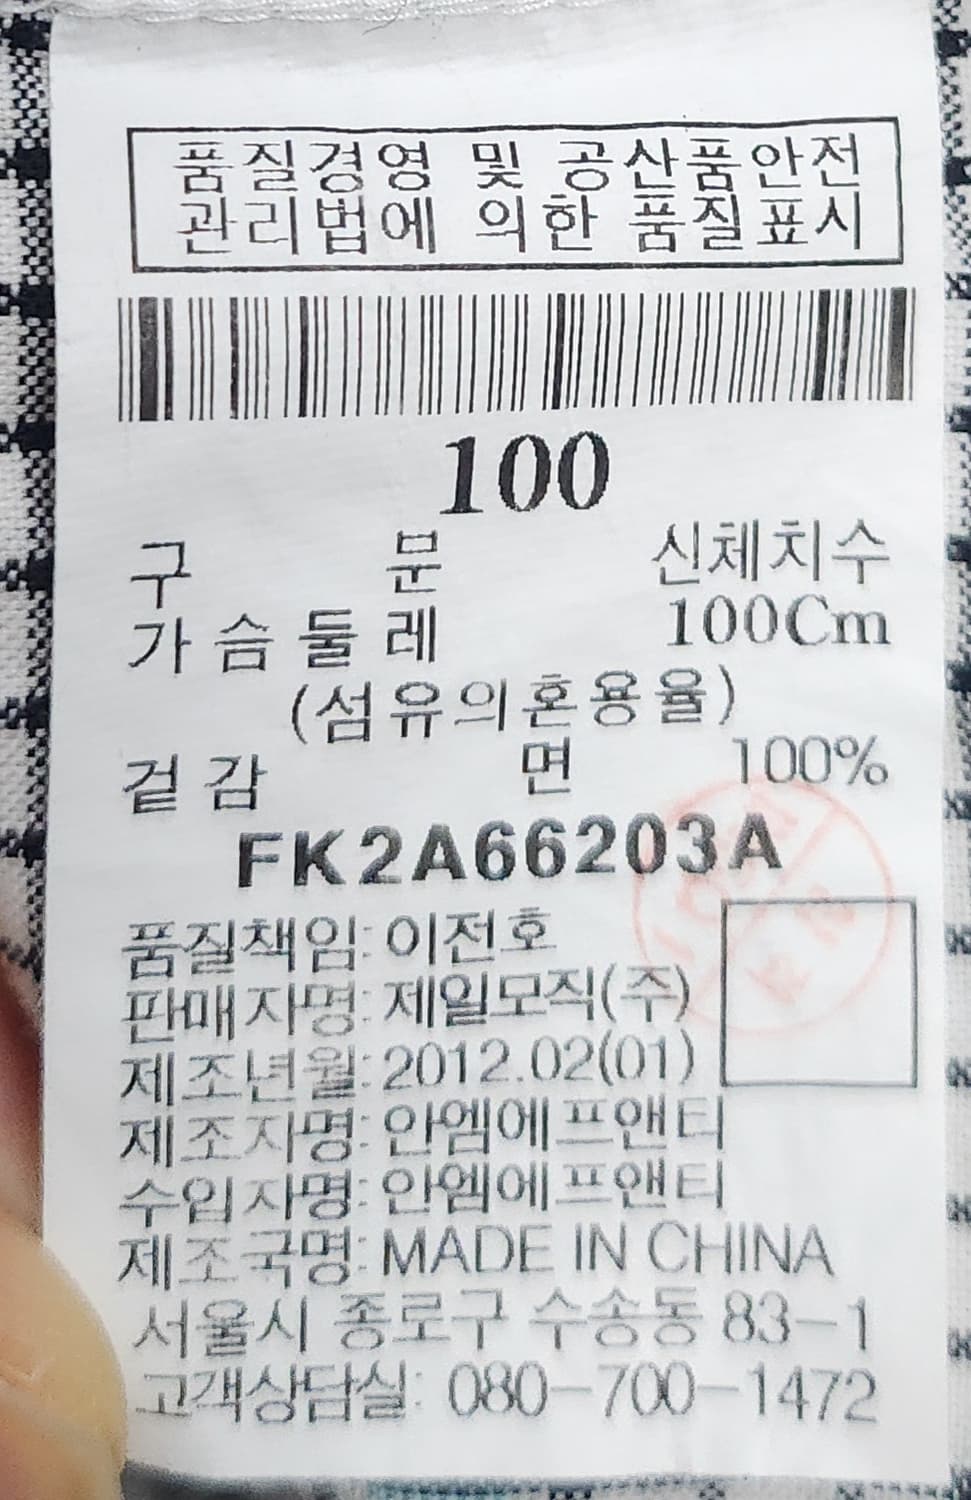 품질경영 및 공산품안전
관리법에 의한 품질표시
100
구 분 신체치수
가슴둘레 100Cm
(섬유의혼용율)
겉감 면 100%
FK2A66203A
품질책임: 이전호
판매자명: 제일모직(주)
제조년월: 2012.02(01)
제조자명: 안엠에프앤티
수입자명: 안엠에프앤티
제조국명: MADE IN CHINA
서울시 종로구 수송동 83-1
고객상담실: 080-700-1472